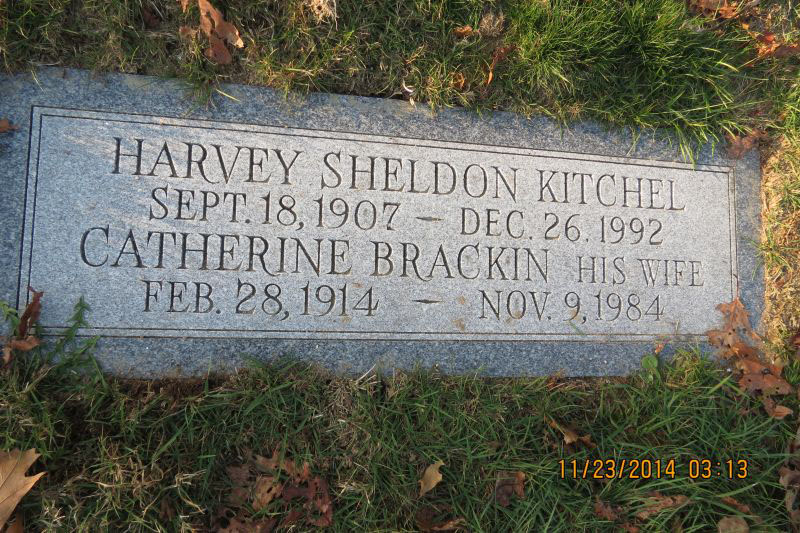 HARVEY SHELDON KITCHEL
SEPT. 18, 1907 – DEC. 26. 1992
CATHERINE BRACKIN HIS WIFE
FEB. 28, 1914 – NOV. 9, 1984
11/23/2014 03:13